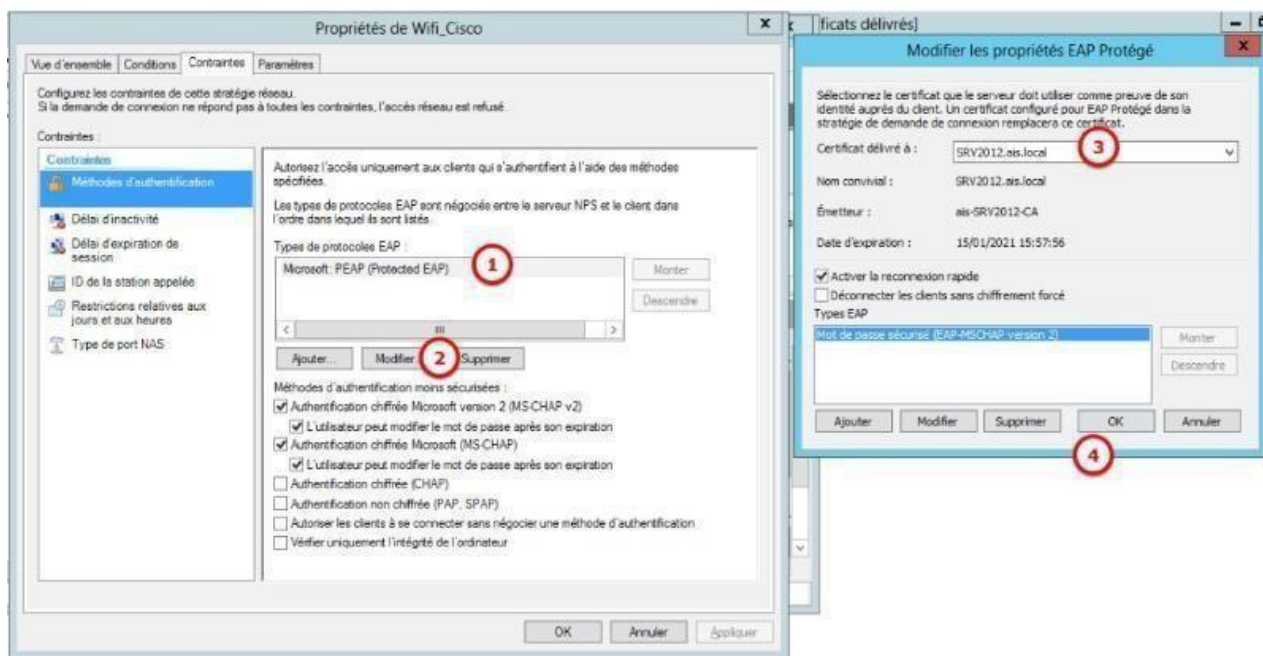 Propriétés de Wifi_Cisco
x
Vue d'ensemble
Conditions
Contraintes
Paramètres
Configurez les contraintes de cette stratégie réseau.
Si la demande de connexion ne répond pas à toutes les contraintes, l'accès réseau est refusé.
Contraintes :
Contraintes
Méthodes d'authentification
Délai d'inactivité
Délai d'expiration de
session
ID de la station appelée
Restrictions relatives aux
jours et aux heures
Type de port NAS
Autorisez l'accès uniquement aux clients qui s'authentifient à l'aide des méthodes
spécifiées.
Les types de protocoles EAP sont négociés entre le serveur NPS et le client dans
l'ordre dans lequel ils sont listés.
Types de protocoles EAP :
1
Microsoft: PEAP (Protected EAP)
Monter
Descendre
Ajouter...
Modifier
2
Supprimer
Méthodes d'authentification moins sécurisées :
Authentification chiffrée Microsoft version 2 (MS-CHAP v2)
L'utilisateur peut modifier le mot de passe après son expiration
Authentification chiffrée Microsoft (MS-CHAP)
L'utilisateur peut modifier le mot de passe après son expiration
Authentification chiffrée (CHAP)
Authentification non chiffrée (PAP, SPAP)
Autoriser les clients à se connecter sans négocier une méthode d'authentification
Vérifier uniquement l'intégrité de l'ordinateur
OK
Annuler
Appliquer
ficats délivrés]
Modifier les propriétés EAP Protégé
x
Sélectionnez le certificat que le serveur doit utiliser comme preuve de son
identité auprès du client. Un certificat configuré pour EAP Protégé dans la
stratégie de demande de connexion remplacera ce certificat.
3
Certificat délivré à :
SRV2012.ais.local
Nom convivial :
SRV2012.ais.local
Émetteur :
ais-SRV2012-CA
Date d'expiration :
15/01/2021 15:57:56
Activer la reconnexion rapide
Déconnecter les clients sans chiffrement forcé
Types EAP
Mot de passe sécurisé (EAP-MSCHAP version 2)
Monter
Descendre
Ajouter
Modifier
Supprimer
OK
Annuler
4